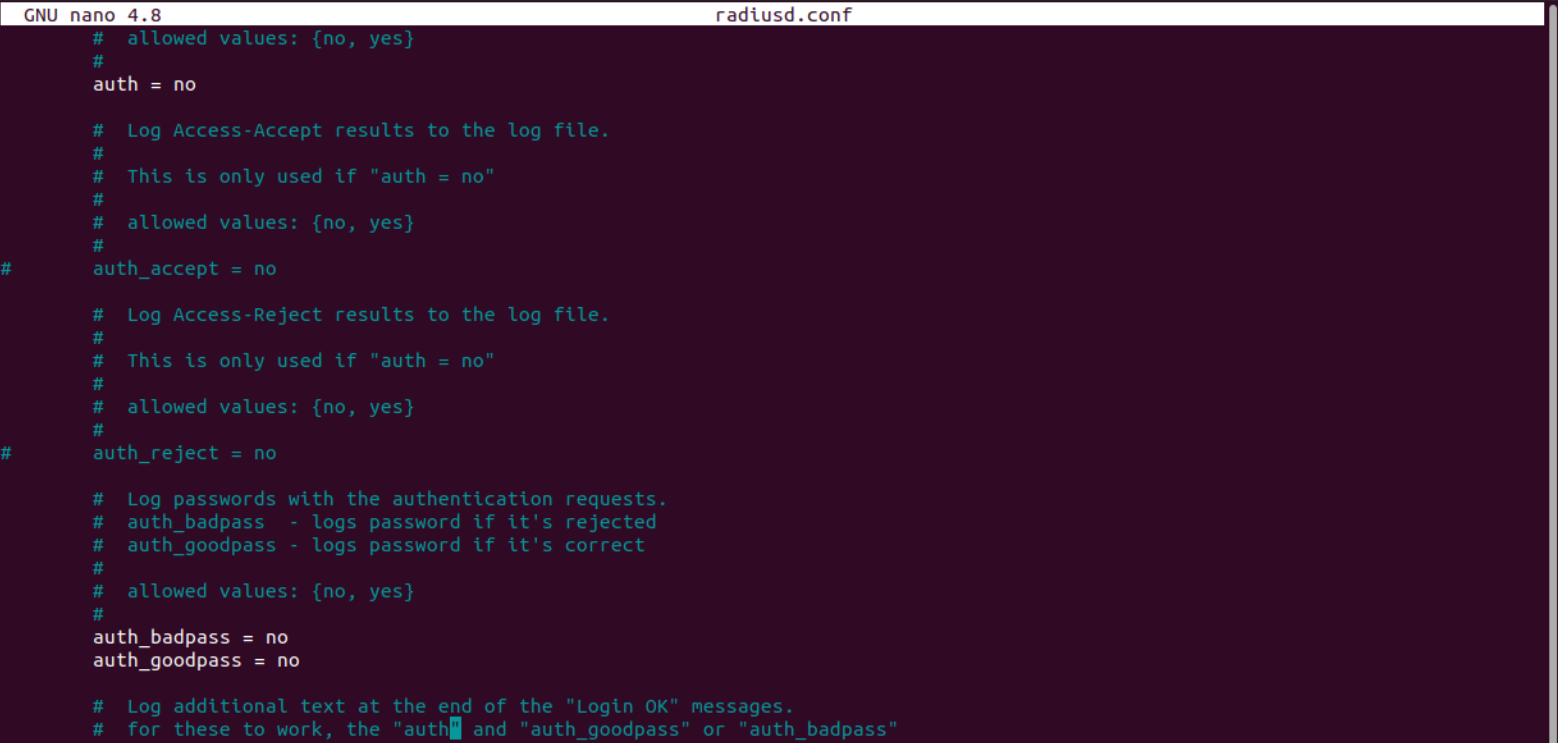 GNU nano 4.8 radiusd.conf
#  allowed values: {no, yes}
#
auth = no
#  Log Access-Accept results to the log file.
#
#  This is only used if "auth = no"
#
#  allowed values: {no, yes}
#
#       auth_accept = no
#  Log Access-Reject results to the log file.
#
#  This is only used if "auth = no"
#
#  allowed values: {no, yes}
#
#       auth_reject = no
#  Log passwords with the authentication requests.
#  auth_badpass  - logs password if it's rejected
#  auth_goodpass - logs password if it's correct
#
#  allowed values: {no, yes}
#
auth_badpass = no
auth_goodpass = no
#  Log additional text at the end of the "Login OK" messages.
#  for these to work, the "auth" and "auth_goodpass" or "auth_badpass"